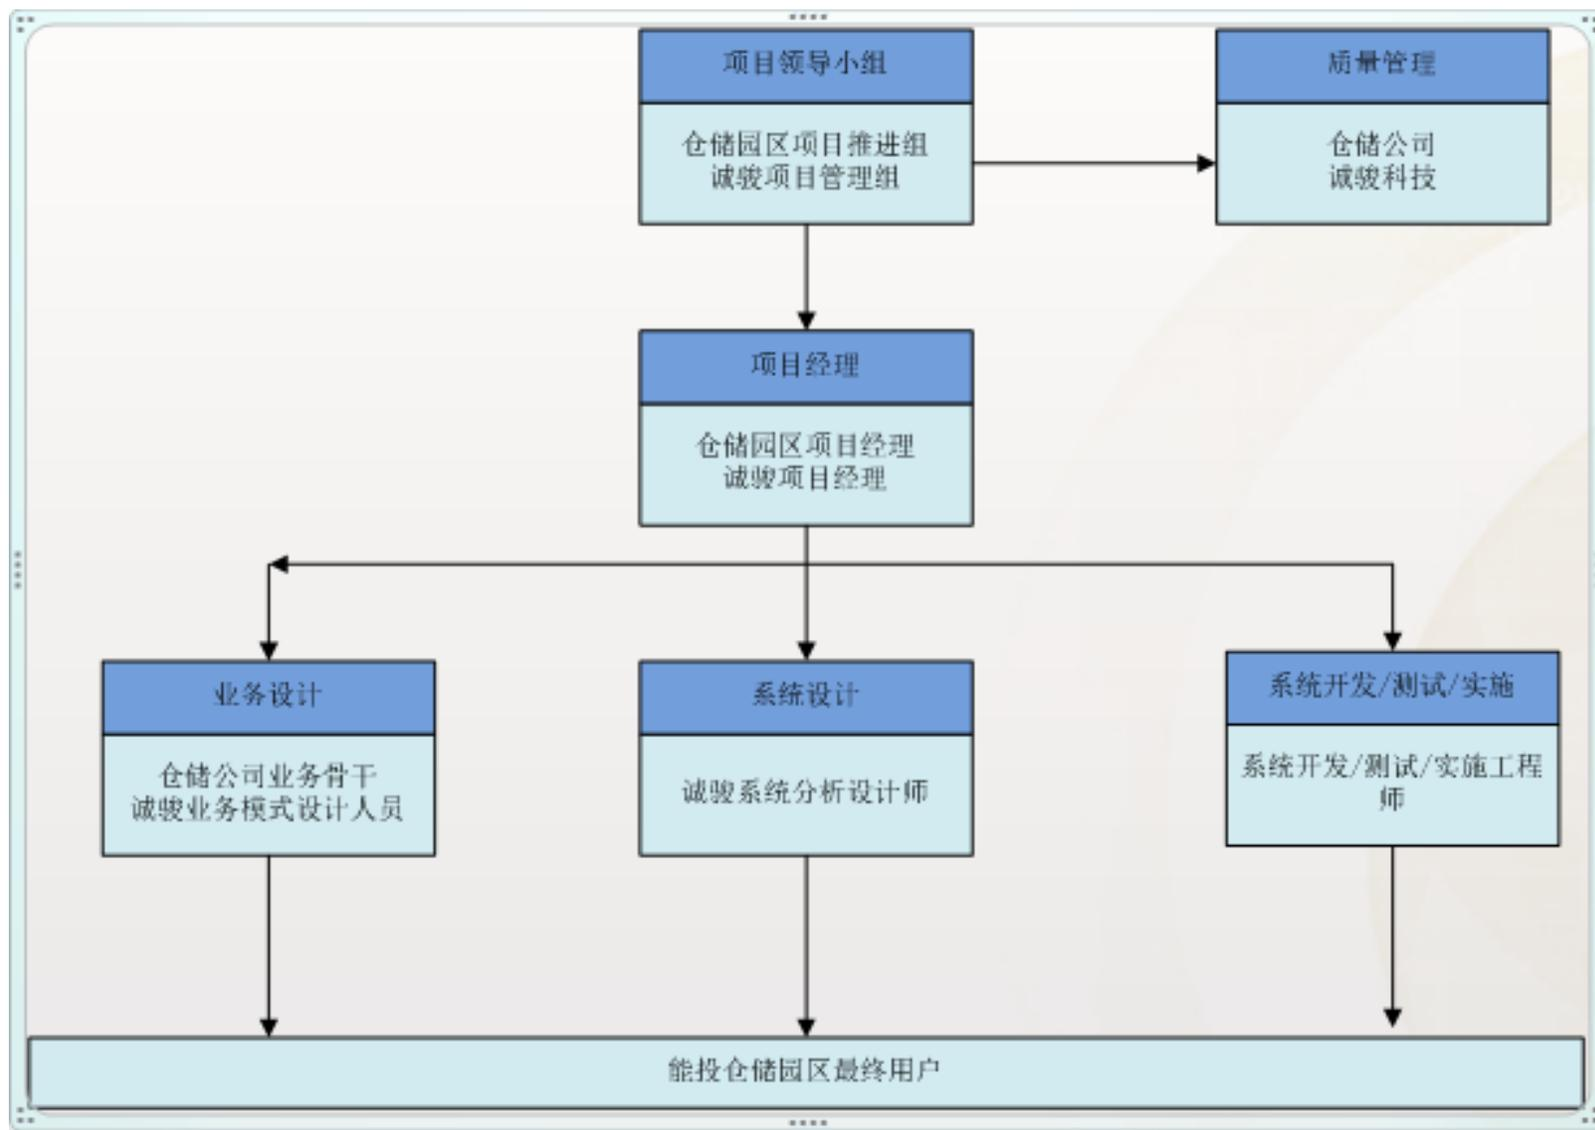 项目领导小组
仓储园区项目推进组
诚骏项目管理组
质量管理
仓储公司
诚骏科技
项目经理
仓储园区项目经理
诚骏项目经理
业务设计
仓储公司业务骨干
诚骏业务模式设计人员
系统设计
诚骏系统分析设计师
系统开发/测试/实施
系统开发/测试/实施工程
师
能投仓储园区最终用户